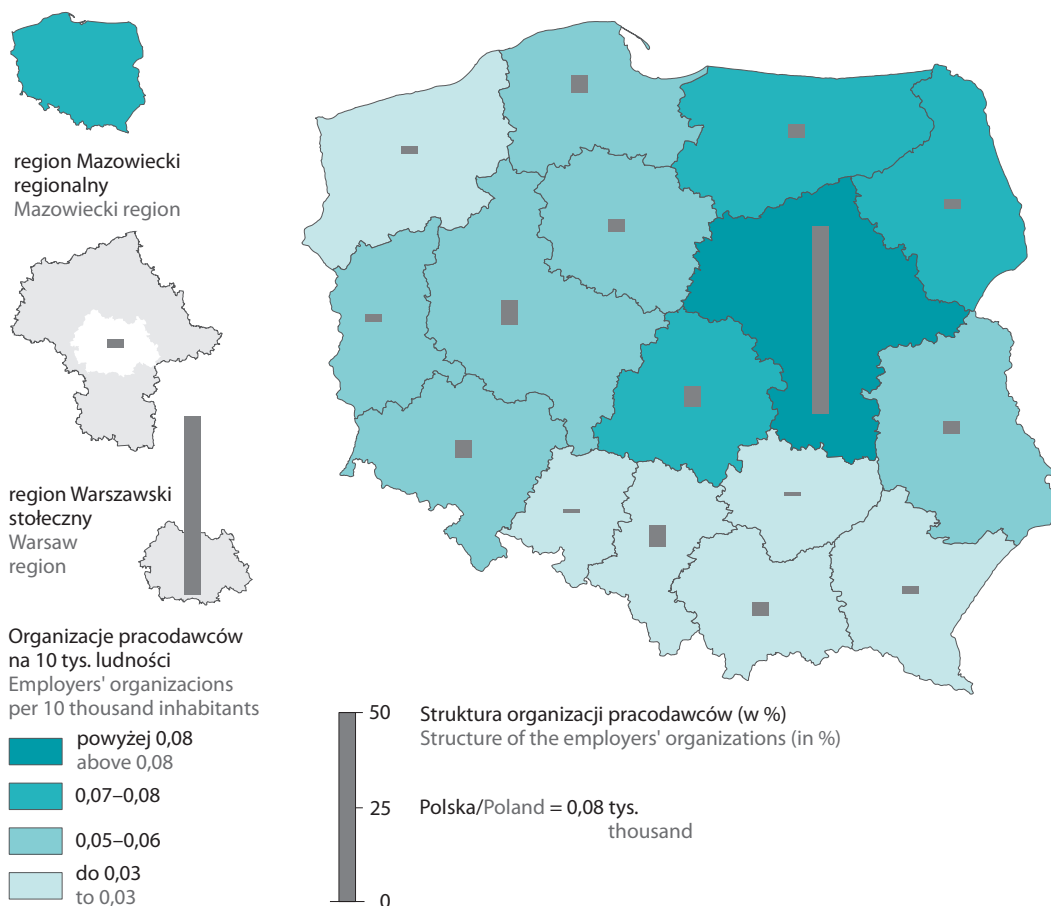 region Mazowiecki
regionalny
Mazowiecki region
region Warszawski
stołeczny
Warsaw
region
Organizacje pracodawców
na 10 tys. ludności
Employers' organizacions
per 10 thousand inhabitants
powyżej 0,08
above 0,08
0,07–0,08
0,05–0,06
do 0,03
to 0,03
50
25
0
Struktura organizacji pracodawców (w %)
Structure of the employers' organizations (in %)
Polska/Poland = 0,08 tys.
thousand